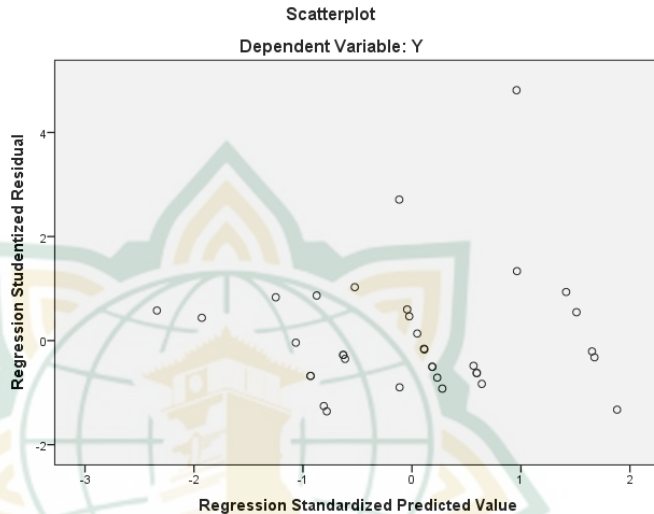 Scatterplot
Dependent Variable: Y
Regression Studentized Residual
4
2
0
-2
-3
-2
-1
0
1
2
Regression Standardized Predicted Value